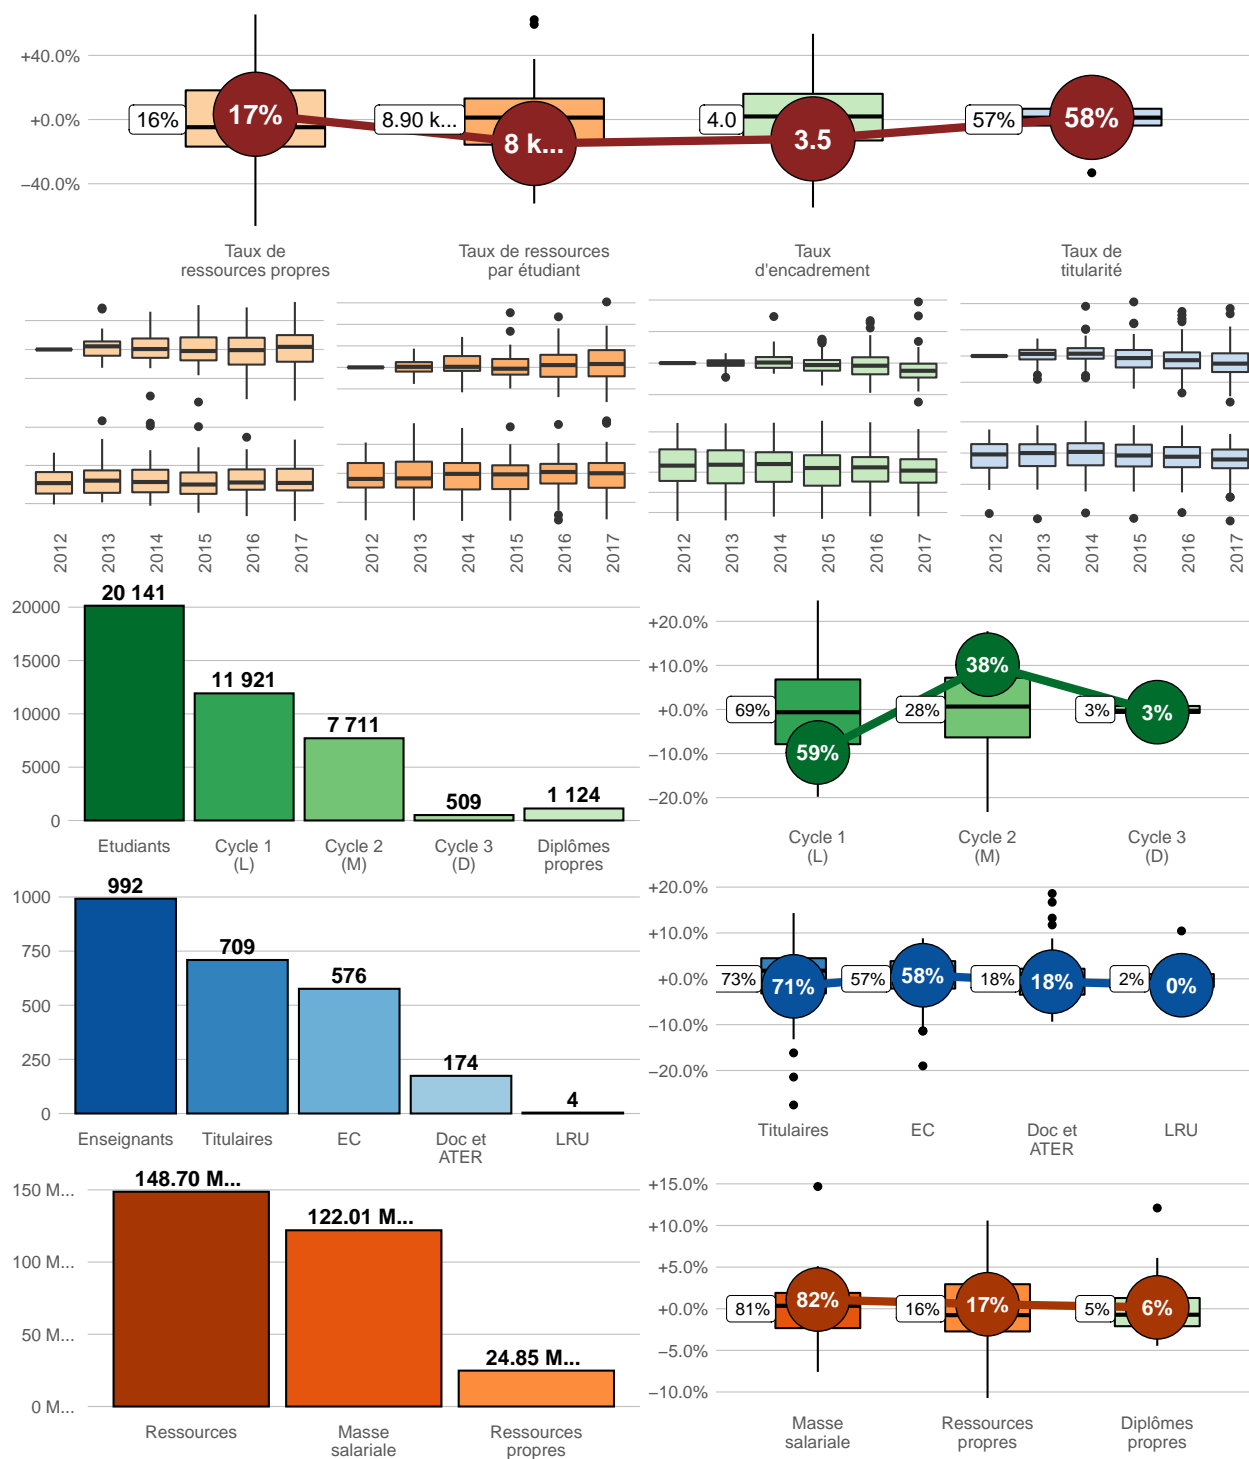 +40.0%
+0.0%
−40.0%
16%
17%
8.90 k...
8 k...
4.0
3.5
57%
58%
Taux de
ressources propres
Taux de ressources
par étudiant
Taux
d'encadrement
Taux de
titularité
2012
2013
2014
2015
2016
2017
2012
2013
2014
2015
2016
2017
2012
2013
2014
2015
2016
2017
2012
2013
2014
2015
2016
2017
20000
15000
10000
5000
0
20 141
11 921
7 711
509
1 124
Etudiants
Cycle 1
(L)
Cycle 2
(M)
Cycle 3
(D)
Diplômes
propres
+20.0%
+10.0%
+0.0%
−10.0%
−20.0%
69%
59%
28%
38%
3%
3%
Cycle 1
(L)
Cycle 2
(M)
Cycle 3
(D)
1000
750
500
250
0
992
709
576
174
4
Enseignants
Titulaires
EC
Doc et
ATER
LRU
+20.0%
+10.0%
+0.0%
−10.0%
−20.0%
73%
71%
57%
58%
18%
18%
2%
0%
Titulaires
EC
Doc et
ATER
LRU
150 M...
100 M...
50 M...
0 M...
148.70 M...
122.01 M...
24.85 M...
Ressources
Masse
salariale
Ressources
propres
+15.0%
+10.0%
+5.0%
+0.0%
−5.0%
−10.0%
81%
82%
16%
17%
5%
6%
Masse
salariale
Ressources
propres
Diplômes
propres